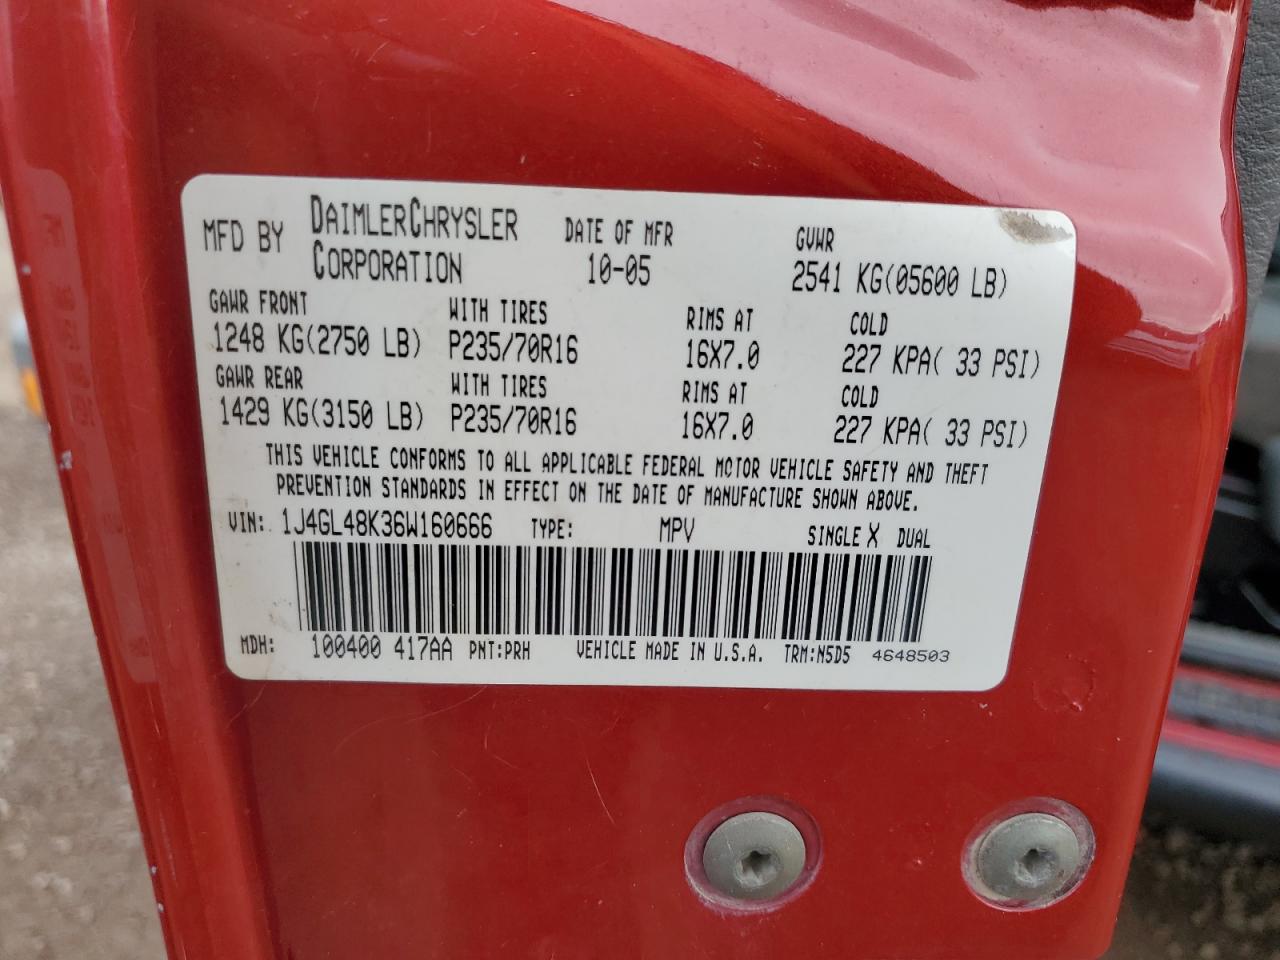 MFD BY DAIMLERCHRYSLER CORPORATION DATE OF MFR 10-05 GVWR 2541 KG(05600 LB)
GAWR FRONT WITH TIRES RIMS AT COLD
1248 KG(2750 LB) P235/70R16 16X7.0 227 KPA( 33 PSI)
GAWR REAR WITH TIRES RIMS AT COLD
1429 KG(3150 LB) P235/70R16 16X7.0 227 KPA( 33 PSI)
THIS VEHICLE CONFORMS TO ALL APPLICABLE FEDERAL MOTOR VEHICLE SAFETY AND THEFT
PREVENTION STANDARDS IN EFFECT ON THE DATE OF MANUFACTURE SHOWN ABOVE.
VIN: 1J4GL48K36W160666 TYPE: MPV SINGLE X DUAL
MDH: 100400 417AA PNT:PRH VEHICLE MADE IN U.S.A. TRM:N5D5 4648503